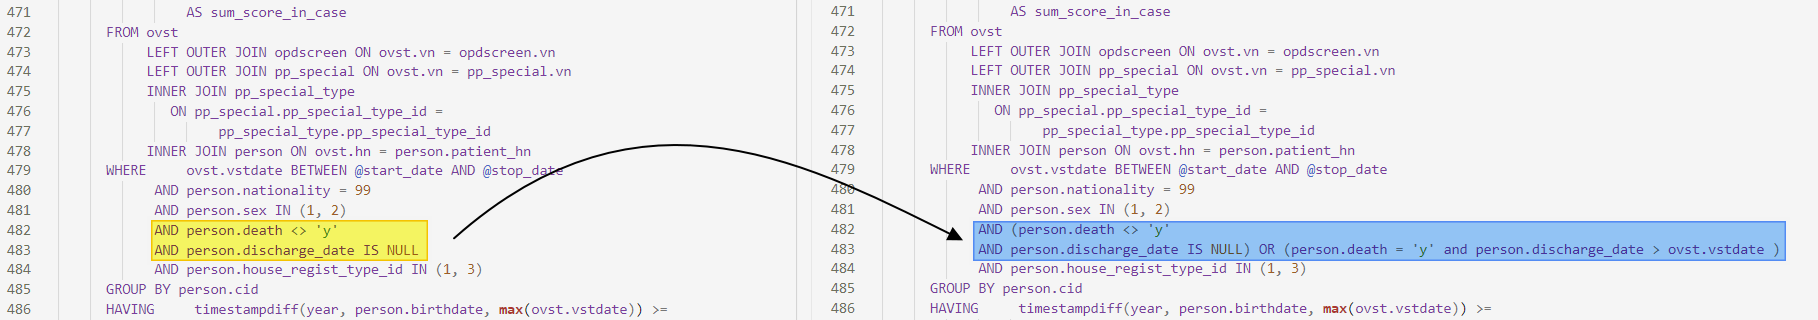 471 AS sum_score_in_case
472 FROM ovst
473 LEFT OUTER JOIN opdscreen ON ovst.vn = opdscreen.vn
474 LEFT OUTER JOIN pp_special ON ovst.vn = pp_special.vn
475 INNER JOIN pp_special_type
476 ON pp_special.pp_special_type_id =
477 pp_special_type.pp_special_type_id
478 INNER JOIN person ON ovst.hn = person.patient_hn
479 WHERE ovst.vstdate BETWEEN @start_date AND @stop_date
480 AND person.nationality = 99
481 AND person.sex IN (1, 2)
482 AND person.death <> 'y'
483 AND person.discharge_date IS NULL
484 AND person.house_regist_type_id IN (1, 3)
485 GROUP BY person.cid
486 HAVING timestampdiff(year, person.birthdate, max(ovst.vstdate)) >=
471 AS sum_score_in_case
472 FROM ovst
473 LEFT OUTER JOIN opdscreen ON ovst.vn = opdscreen.vn
474 LEFT OUTER JOIN pp_special ON ovst.vn = pp_special.vn
475 INNER JOIN pp_special_type
476 ON pp_special.pp_special_type_id =
477 pp_special_type.pp_special_type_id
478 INNER JOIN person ON ovst.hn = person.patient_hn
479 WHERE ovst.vstdate BETWEEN @start_date AND @stop_date
480 AND person.nationality = 99
481 AND person.sex IN (1, 2)
482 AND (person.death <> 'y'
483 AND person.discharge_date IS NULL) OR (person.death = 'y' and person.discharge_date > ovst.vstdate )
484 AND person.house_regist_type_id IN (1, 3)
485 GROUP BY person.cid
486 HAVING timestampdiff(year, person.birthdate, max(ovst.vstdate)) >=